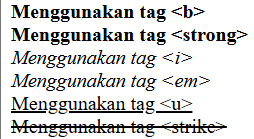 Menggunakan tag <b>
Menggunakan tag <strong>
Menggunakan tag <i>
Menggunakan tag <em>
Menggunakan tag <u>
Menggunakan tag <strike>